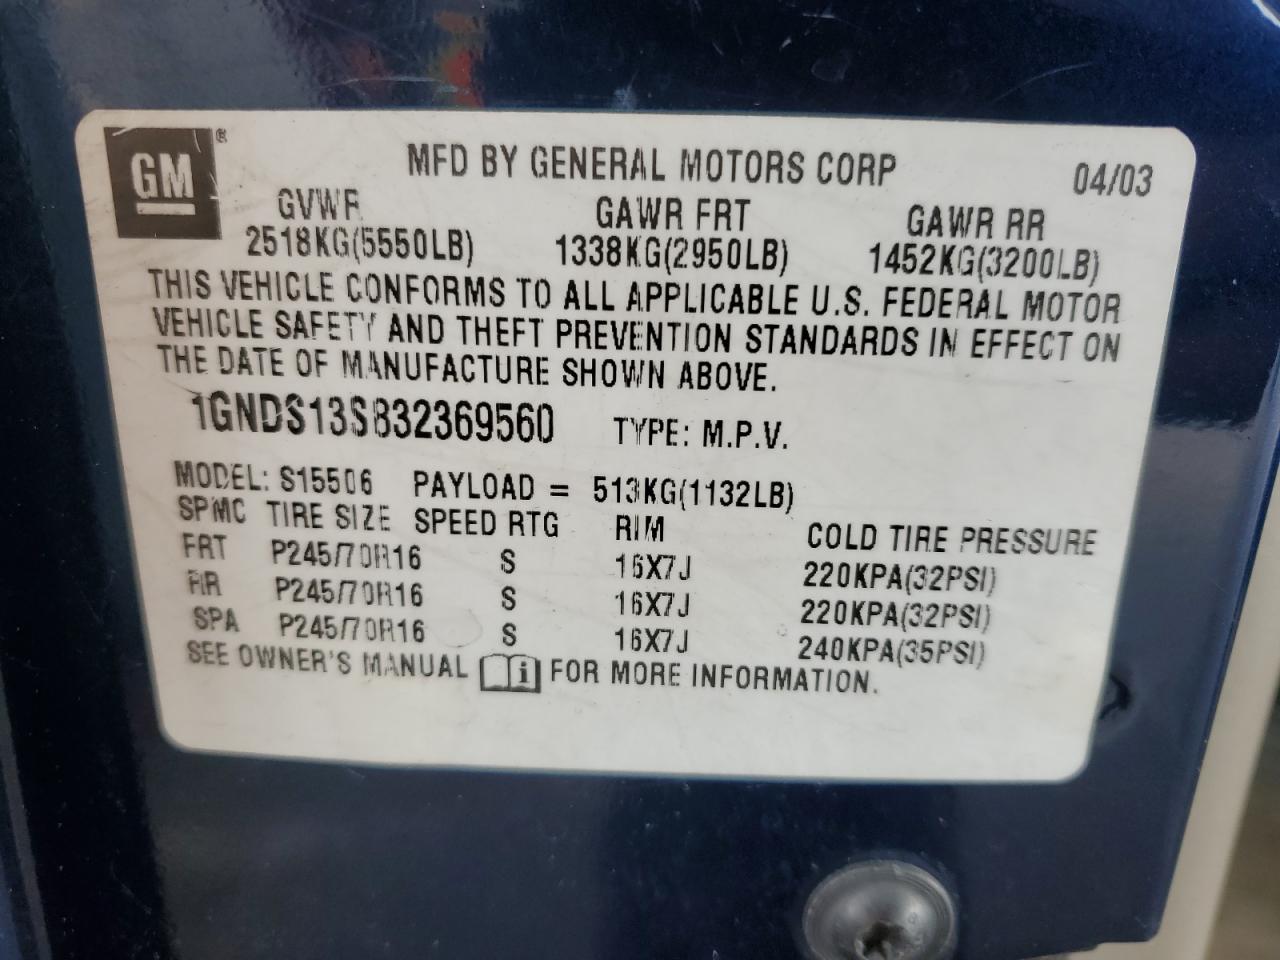 GM ®
MFD BY GENERAL MOTORS CORP 04/03
GVWR GAWR FRT GAWR RR
2518KG(5550LB) 1338KG(2950LB) 1452KG(3200LB)
THIS VEHICLE CONFORMS TO ALL APPLICABLE U.S. FEDERAL MOTOR
VEHICLE SAFETY AND THEFT PREVENTION STANDARDS IN EFFECT ON
THE DATE OF MANUFACTURE SHOWN ABOVE.
1GNDS13S832369560 TYPE: M.P.V.
MODEL: S15506 PAYLOAD = 513KG(1132LB)
SPMC TIRE SIZE SPEED RTG RIM COLD TIRE PRESSURE
FRT P245/70R16 S 16X7J 220KPA(32PSI)
RR P245/70R16 S 16X7J 220KPA(32PSI)
SPA P245/70R16 S 16X7J 240KPA(35PSI)
SEE OWNER'S MANUAL i FOR MORE INFORMATION.